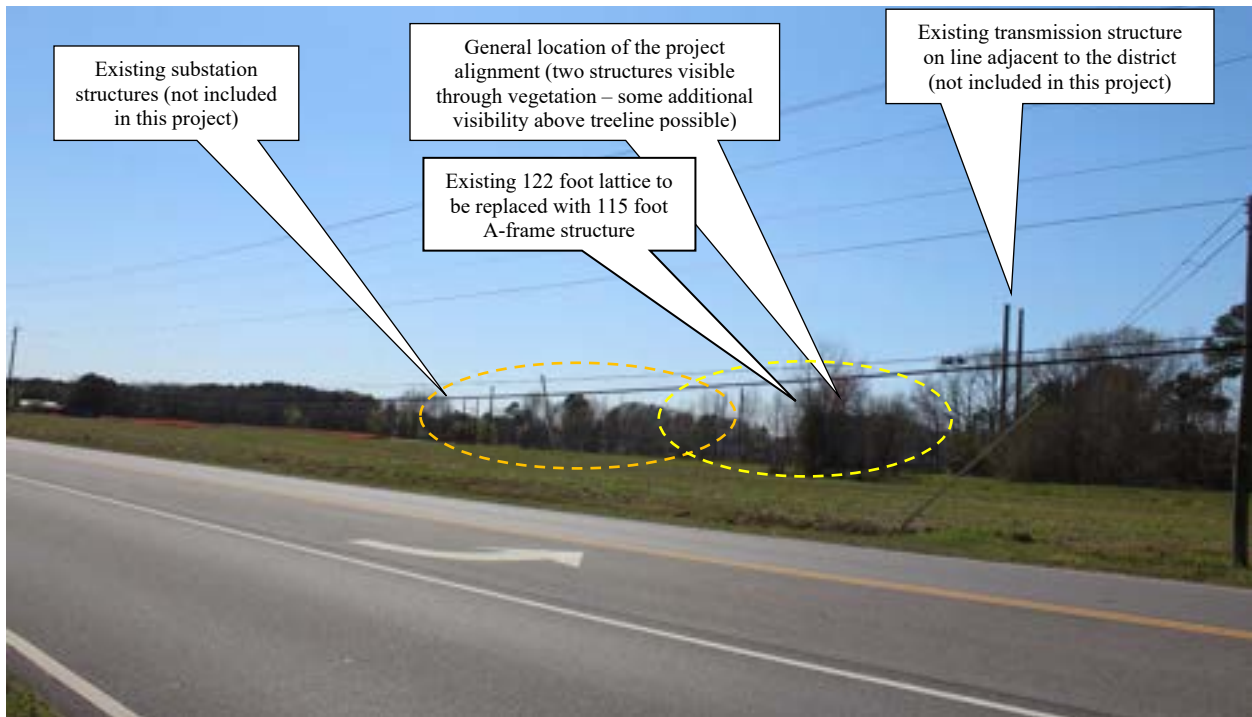 Existing substation
structures (not included
in this project)
General location of the project
alignment (two structures visible
through vegetation – some additional
visibility above treeline possible)
Existing transmission structure
on line adjacent to the district
(not included in this project)
Existing 122 foot lattice to
be replaced with 115 foot
A-frame structure